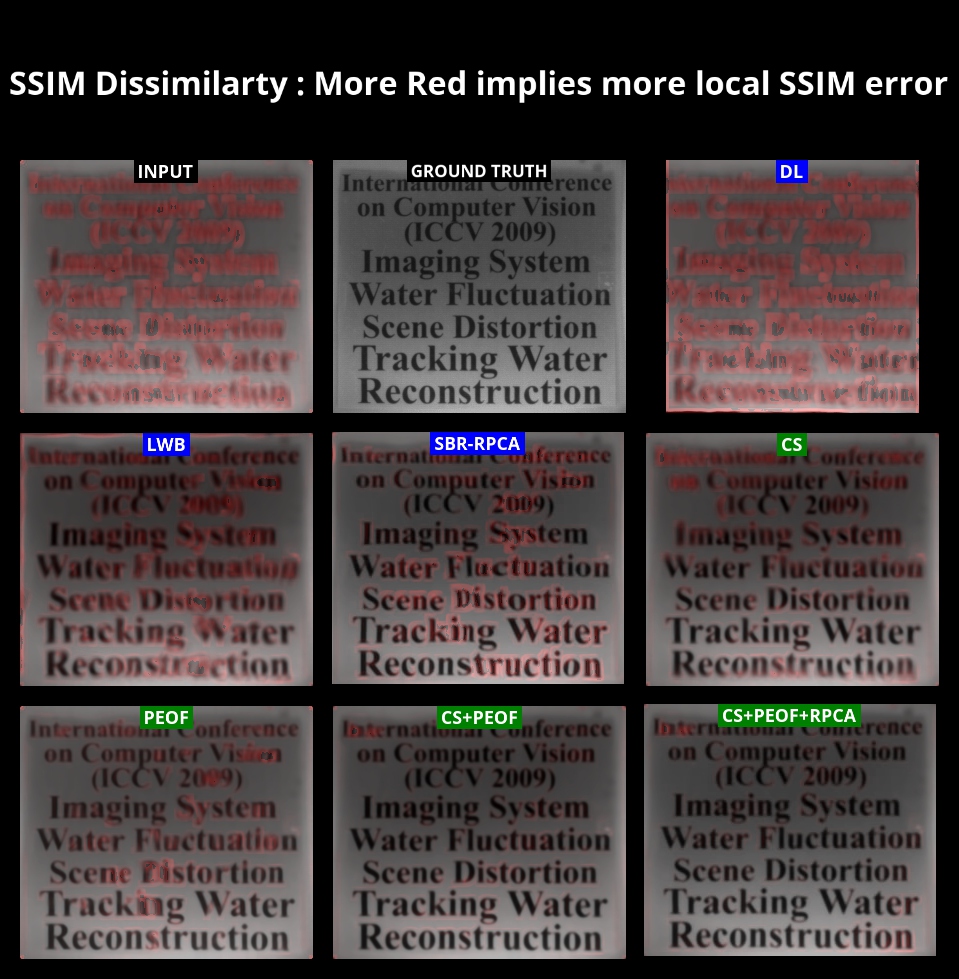 SSIM Dissimilarty : More Red implies more local SSIM error
INPUT
International Conference
on Computer Vision
(ICCV 2009)
Imaging System
Water Fluctuation
Scene Distortion
Tracking Water
Reconstruction
GROUND TRUTH
International Conference
on Computer Vision
(ICCV 2009)
Imaging System
Water Fluctuation
Scene Distortion
Tracking Water
Reconstruction
DL
International Conference
on Computer Vision
(ICCV 2009)
Imaging System
Water Fluctuation
Scene Distortion
Tracking Water
Reconstruction
LWB
International Conference
on Computer Vision
(ICCV 2009)
Imaging System
Water Fluctuation
Scene Distortion
Tracking Water
Reconstruction
SBR-RPCA
International Conference
on Computer Vision
(ICCV 2009)
Imaging System
Water Fluctuation
Scene Distortion
Tracking Water
Reconstruction
CS
International Conference
on Computer Vision
(ICCV 2009)
Imaging System
Water Fluctuation
Scene Distortion
Tracking Water
Reconstruction
PEOF
International Conference
on Computer Vision
(ICCV 2009)
Imaging System
Water Fluctuation
Scene Distortion
Tracking Water
Reconstruction
CS+PEOF
International Conference
on Computer Vision
(ICCV 2009)
Imaging System
Water Fluctuation
Scene Distortion
Tracking Water
Reconstruction
CS+PEOF+RPCA
International Conference
on Computer Vision
(ICCV 2009)
Imaging System
Water Fluctuation
Scene Distortion
Tracking Water
Reconstruction